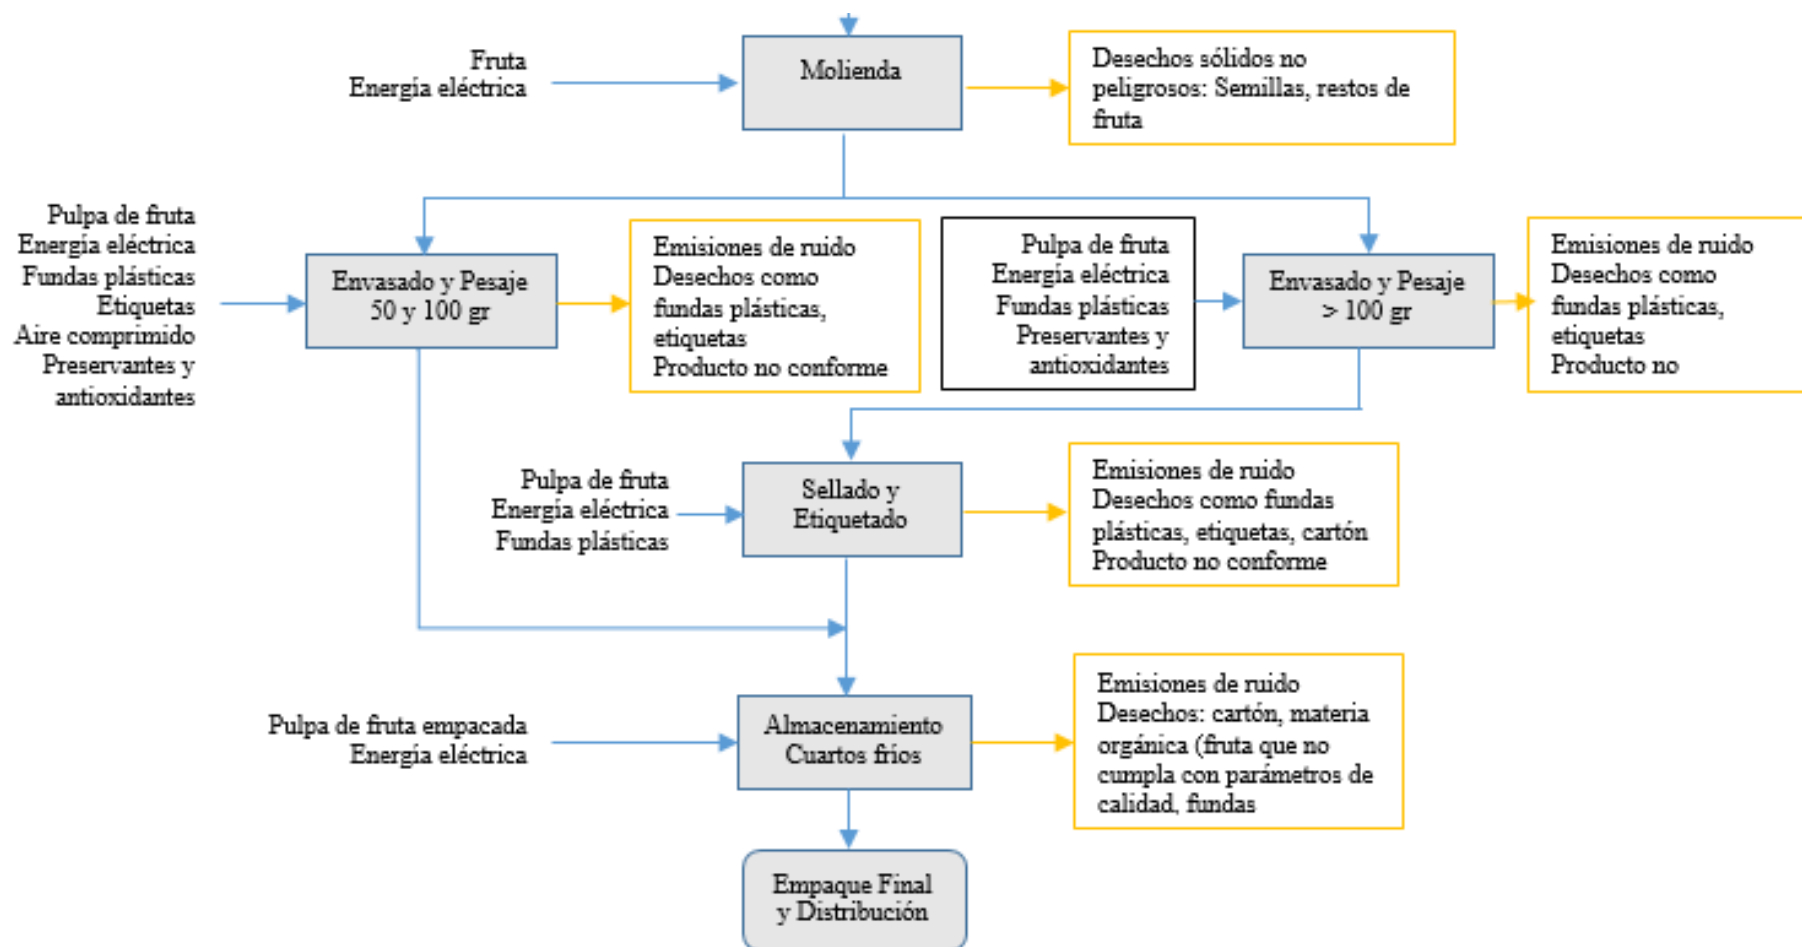 Fruta
Energía eléctrica
Molienda
Desechos sólidos no
peligrosos: Semillas, restos de
fruta
Pulpa de fruta
Energía eléctrica
Fundas plásticas
Etiquetas
Aire comprimido
Preservantes y
antioxidantes
Envasado y Pesaje
50 y 100 gr
Emisiones de ruido
Desechos como
fundas plásticas,
etiquetas
Producto no conforme
Pulpa de fruta
Energía eléctrica
Fundas plásticas
Preservantes y
antioxidantes
Envasado y Pesaje
> 100 gr
Emisiones de ruido
Desechos como
fundas plásticas,
etiquetas
Producto no
Pulpa de fruta
Energía eléctrica
Fundas plásticas
Sellado y
Etiquetado
Emisiones de ruido
Desechos como fundas
plásticas, etiquetas, cartón
Producto no conforme
Pulpa de fruta empacada
Energía eléctrica
Almacenamiento
Cuartos fríos
Emisiones de ruido
Desechos: cartón, materia
orgánica (fruta que no
cumpla con parámetros de
calidad, fundas
Empaque Final
y Distribución